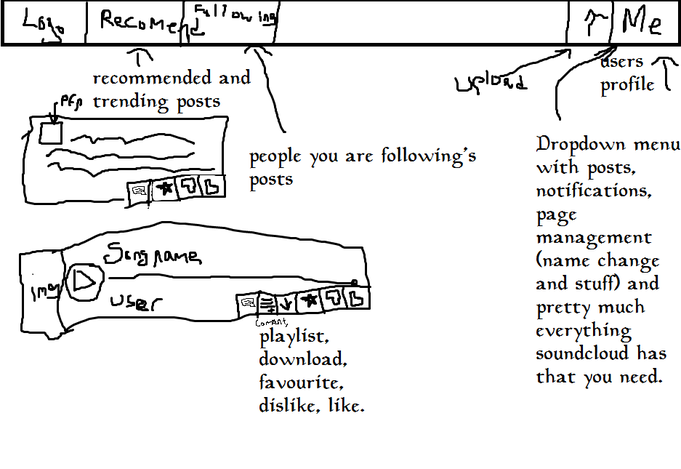 Logo
Recomend
Following
↑
Me
recommended and
trending posts
Upload
users
profile
PFP
people you are following's
posts
Dropdown menu
with posts,
notifications,
page
management
(name change
and stuff) and
pretty much
everything
soundcloud has
that you need.
Song name
img
User
Coment,
playlist,
download,
favourite,
dislike, like.